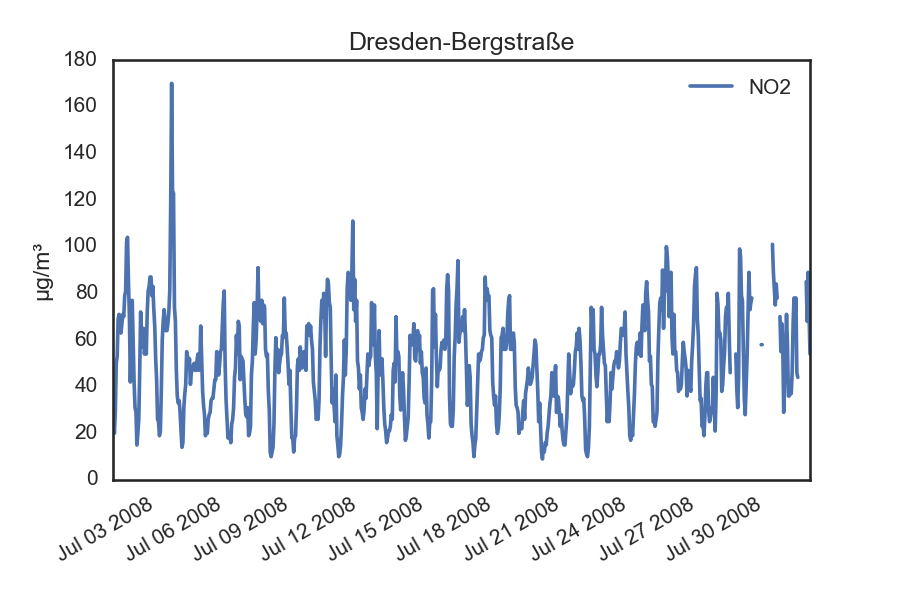 Dresden-Bergstraße
NO2
µg/m³
180
160
140
120
100
80
60
40
20
0
Jul 03 2008
Jul 06 2008
Jul 09 2008
Jul 12 2008
Jul 15 2008
Jul 18 2008
Jul 21 2008
Jul 24 2008
Jul 27 2008
Jul 30 2008